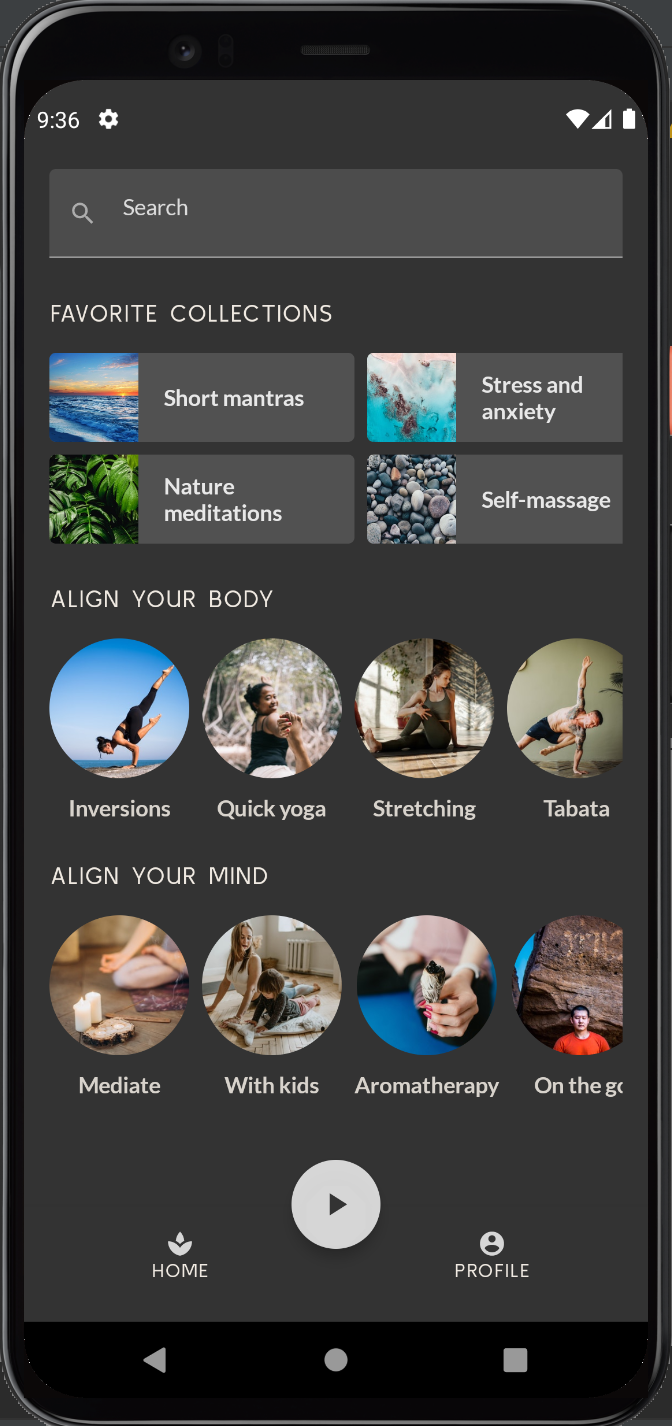 9:36
Search
FAVORITE COLLECTIONS
Short mantras
Stress and
anxiety
Nature
meditations
Self-massage
ALIGN YOUR BODY
Inversions
Quick yoga
Stretching
Tabata
ALIGN YOUR MIND
Mediate
With kids
Aromatherapy
On the go
HOME
PROFILE